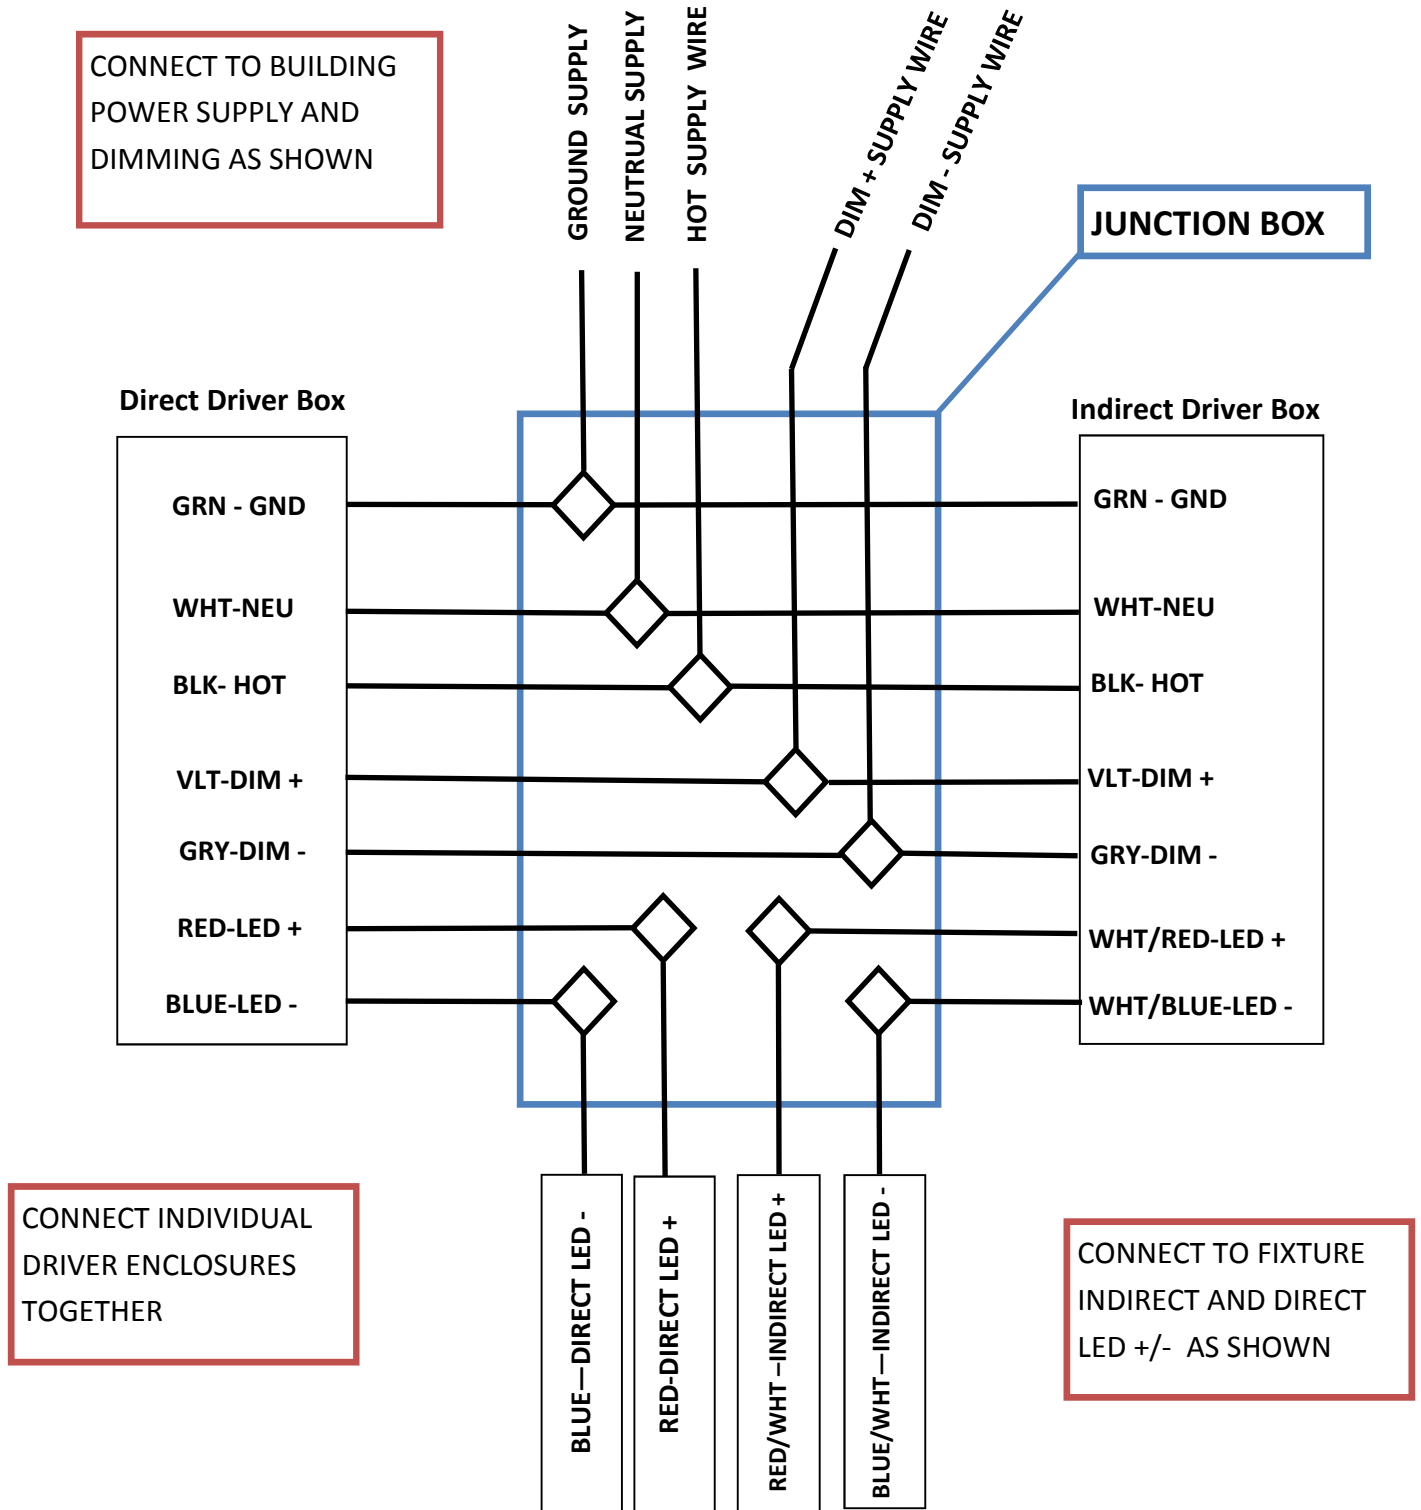 CONNECT TO BUILDING
POWER SUPPLY AND
DIMMING AS SHOWN
GROUND SUPPLY
NEUTRUAL SUPPLY
HOT SUPPLY WIRE
DIM + SUPPLY WIRE
DIM - SUPPLY WIRE
JUNCTION BOX
Direct Driver Box
GRN - GND
WHT-NEU
BLK- HOT
VLT-DIM +
GRY-DIM -
RED-LED +
BLUE-LED -
Indirect Driver Box
GRN - GND
WHT-NEU
BLK- HOT
VLT-DIM +
GRY-DIM -
WHT/RED-LED +
WHT/BLUE-LED -
CONNECT INDIVIDUAL
DRIVER ENCLOSURES
TOGETHER
BLUE—DIRECT LED -
RED-DIRECT LED +
RED/WHT –INDIRECT LED +
BLUE/WHT—INDIRECT LED -
CONNECT TO FIXTURE
INDIRECT AND DIRECT
LED +/- AS SHOWN